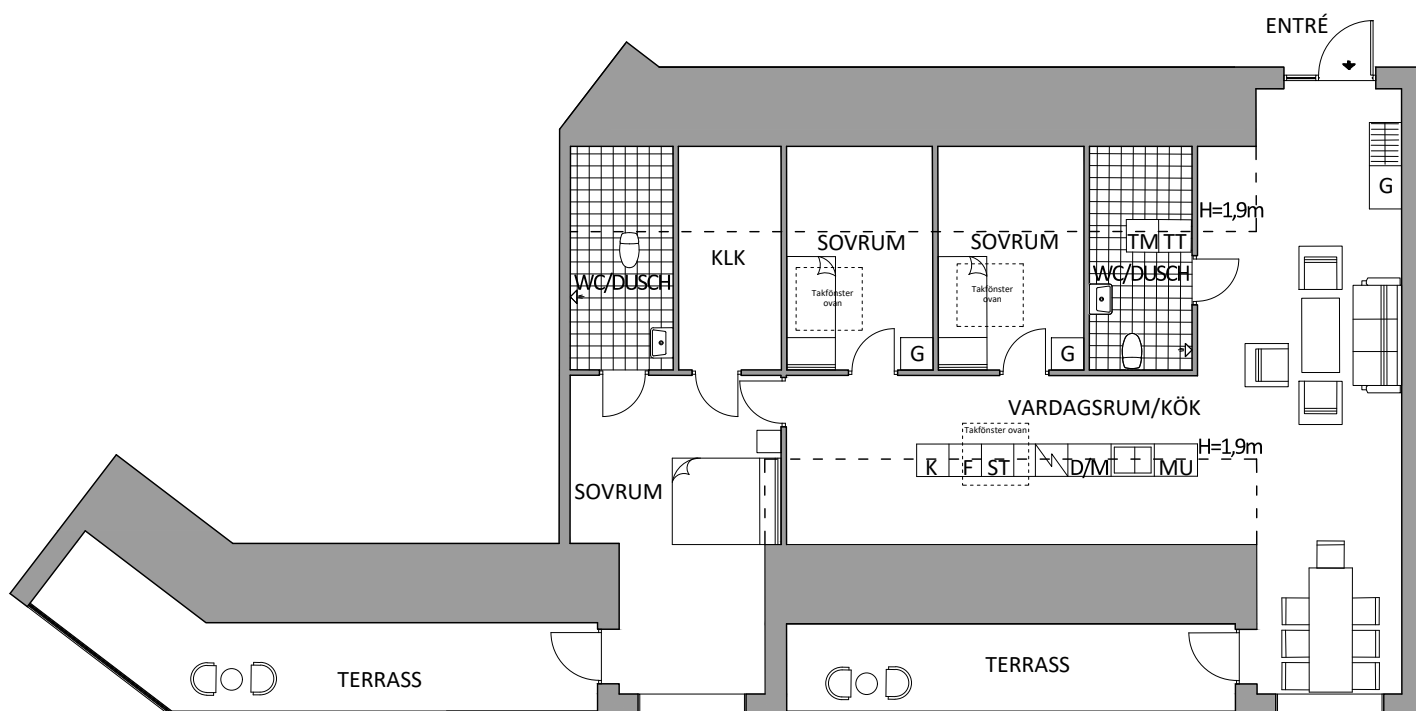 ENTRÉ
G
H=1,9m
SOVRUM
SOVRUM
TM TT
KLK
WC/DUSCH
WC/DUSCH
Takfönster
ovan
Takfönster
ovan
G
G
VARDAGSRUM/KÖK
Takfönster ovan
H=1,9m
K
F
ST
D/M
MU
SOVRUM
TERRASS
TERRASS